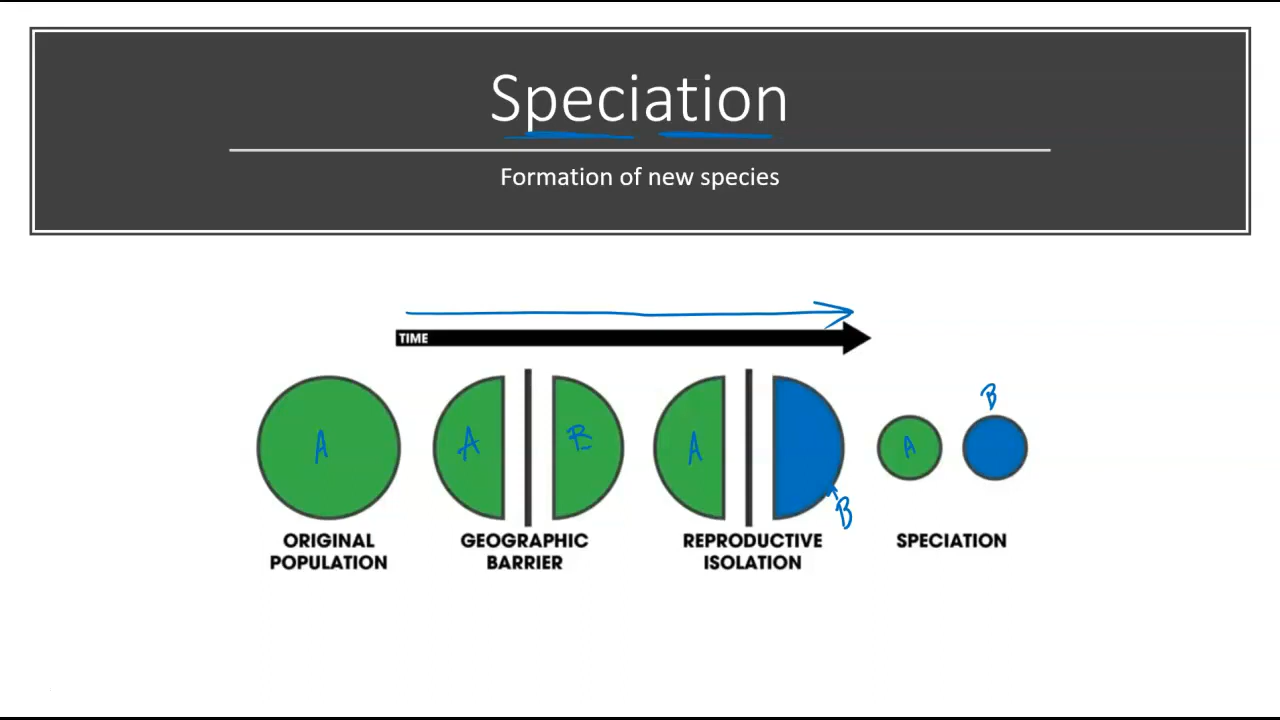 Speciation
Formation of new species
TIME
A
A
B
A
B
A
B
ORIGINAL
POPULATION
GEOGRAPHIC
BARRIER
REPRODUCTIVE
ISOLATION
SPECIATION